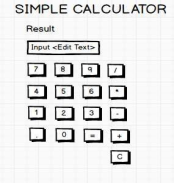 SIMPLE CALCULATOR
Result
Input <Edit Text>
7 8 9 /
4 5 6 *
1 2 3 -
. 0 = +
C